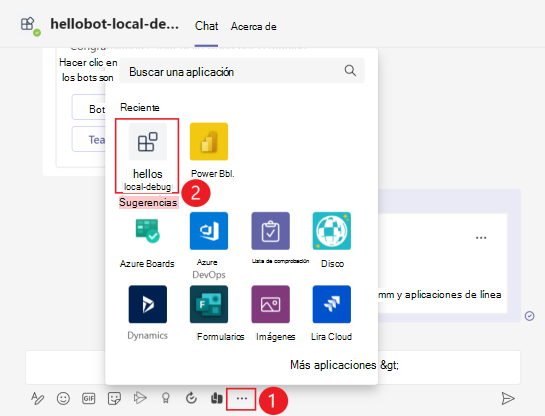 hellobot-local-de...
Chat
Acerca de
Hacer clic en
los bots son
Bot
Tea
Buscar una aplicación
Reciente
hellos
local-debug
Power Bbl.
2
Sugerencias
Azure Boards
Azure
DevOps
Lista de comprobación
Disco
Dynamics
Formularios
Imágenes
Lira Cloud
mm y aplicaciones de línea
Más aplicaciones &gt;
GIF
1